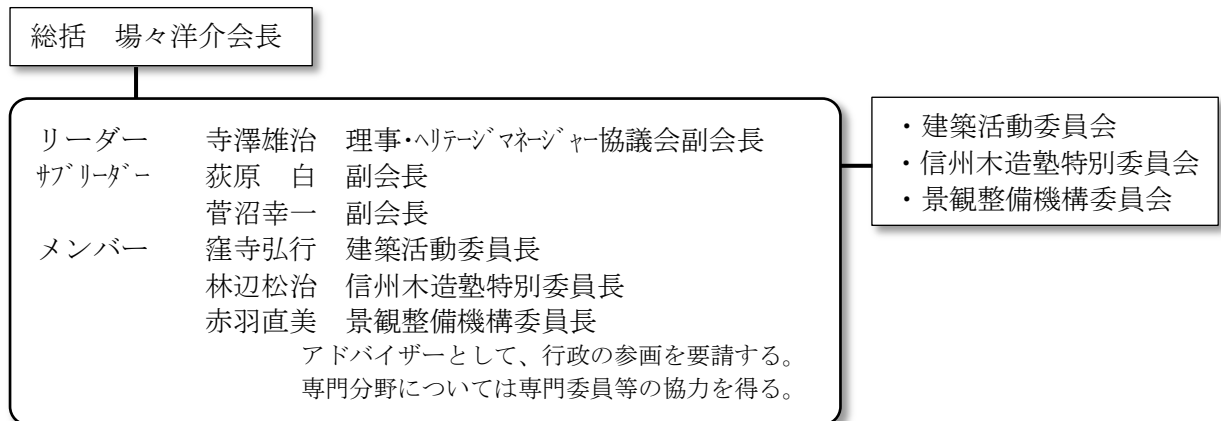 総括　場々洋介会長
リーダー　寺澤雄治　理事・ﾍﾘﾃｰｼﾞﾏﾈｰｼﾞｬｰ協議会副会長
ｻﾌﾞﾘｰﾀﾞｰ　荻原　白　副会長
菅沼幸一　副会長
メンバー　窪寺弘行　建築活動委員長
林辺松治　信州木造塾特別委員長
赤羽直美　景観整備機構委員長
アドバイザーとして、行政の参画を要請する。
専門分野については専門委員等の協力を得る。
・建築活動委員会
・信州木造塾特別委員会
・景観整備機構委員会